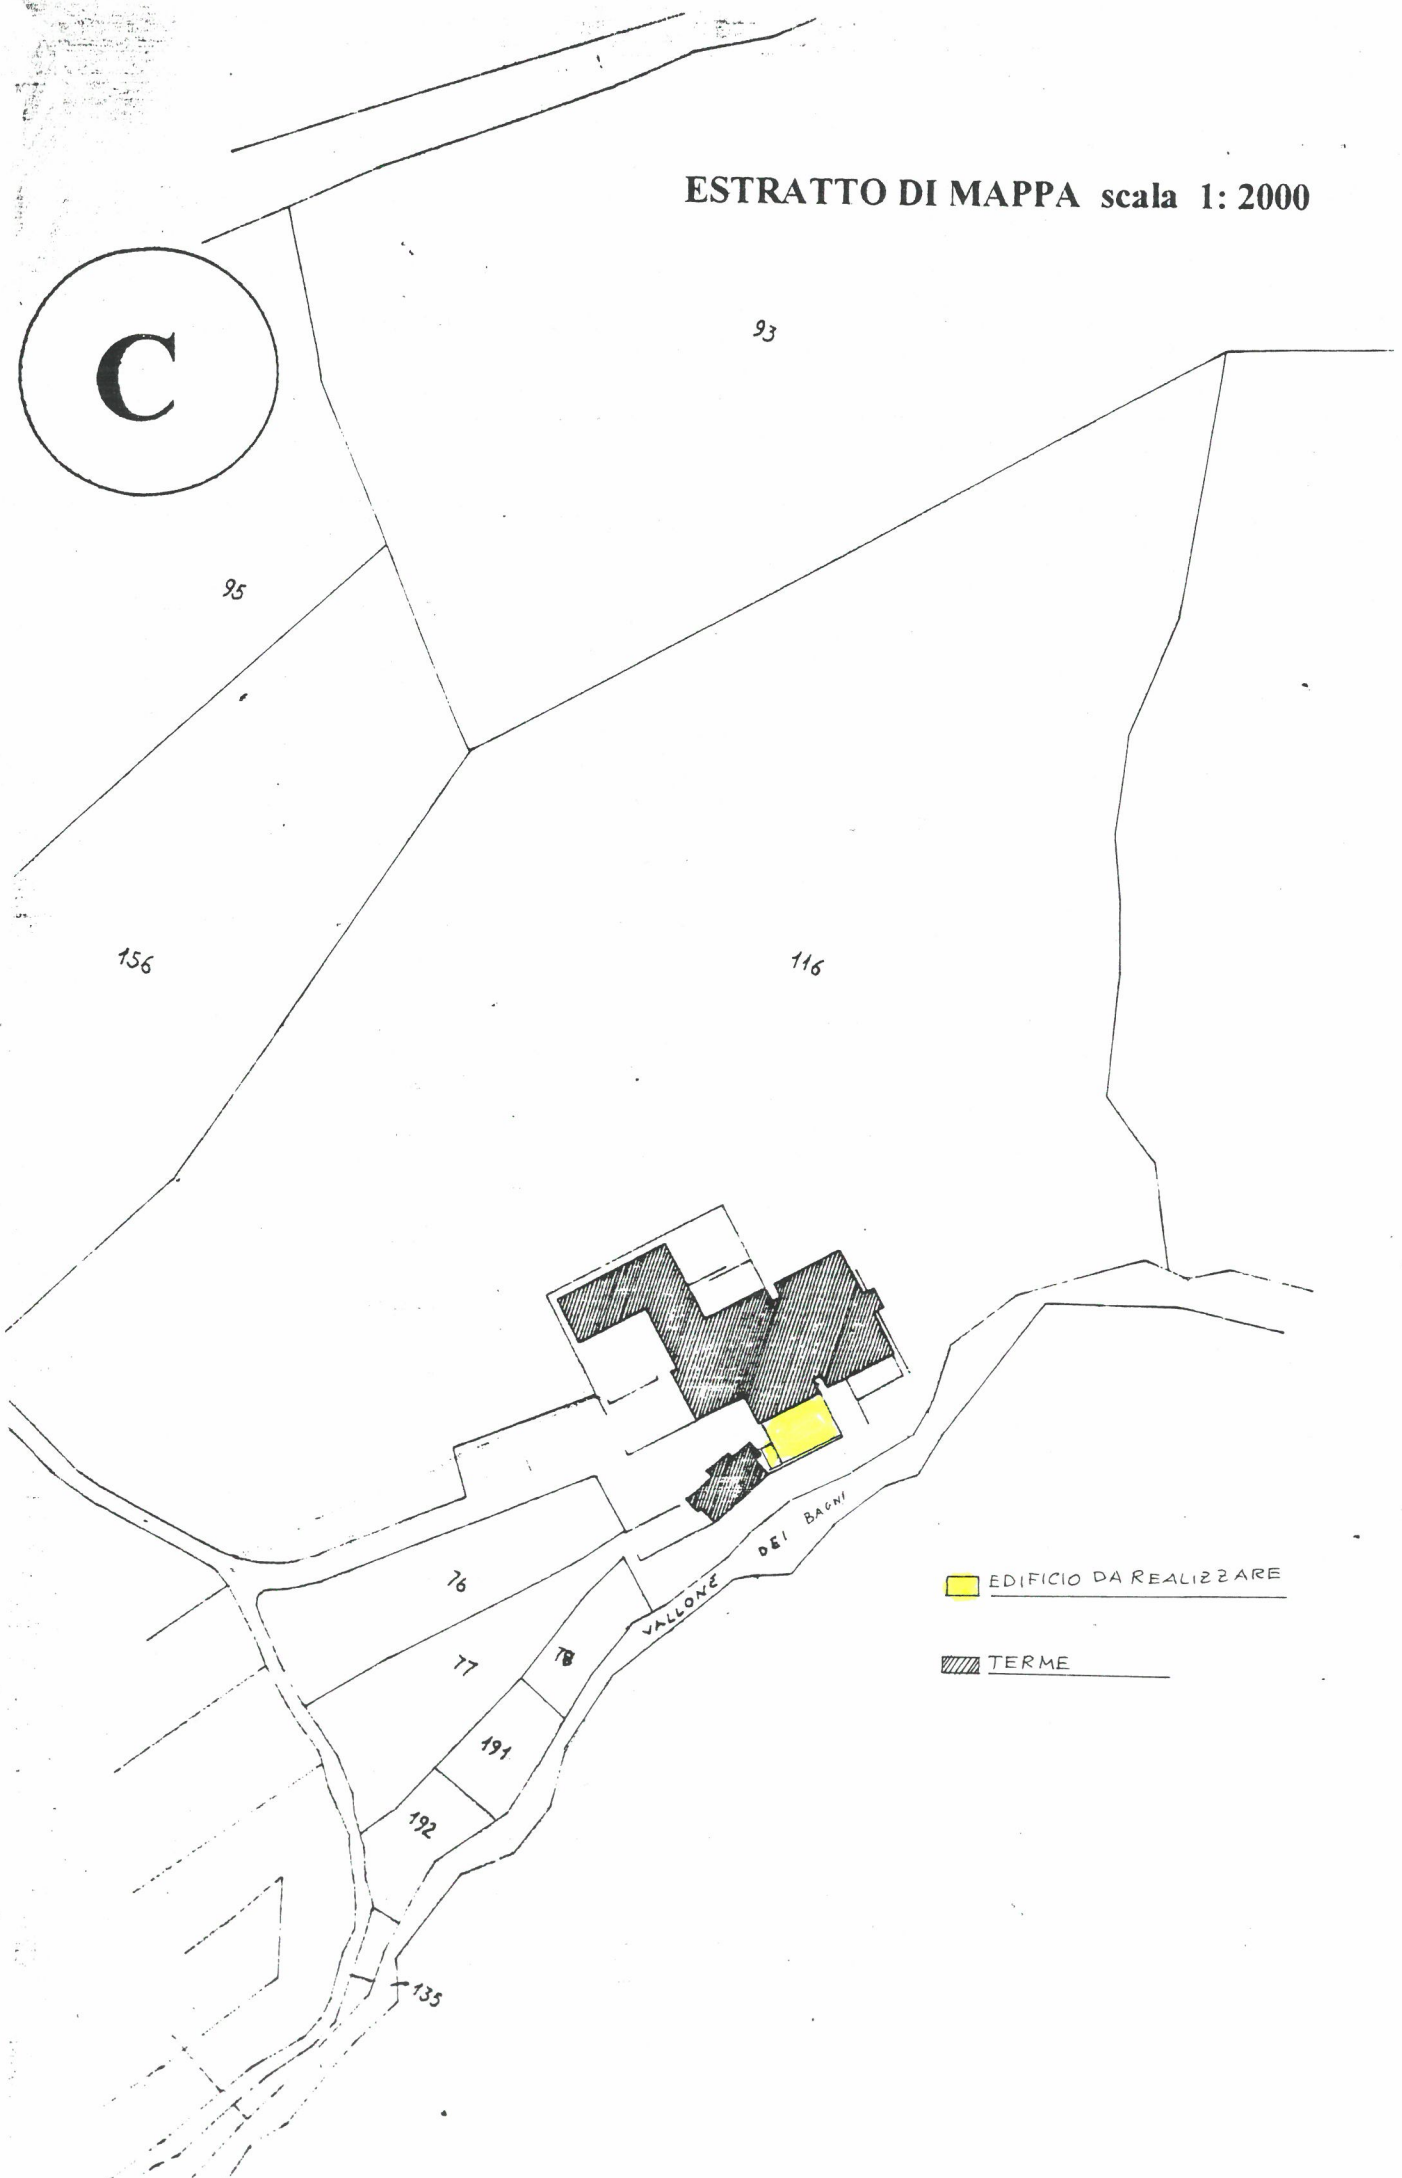 ESTRATTO DI MAPPA scala 1: 2000
C
93
95
156
116
VALLONE DEI BAGNI
EDIFICIO DA REALIZZARE
TERME
76
77
78
191
192
135